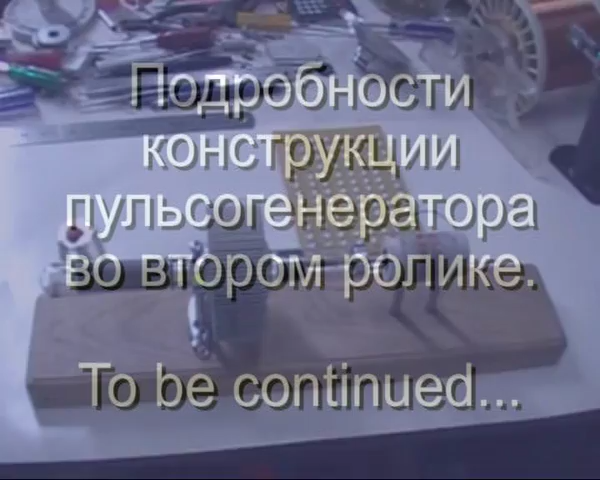 Подробности
конструкции
пульсогенератора
во втором ролике.
To be continued...